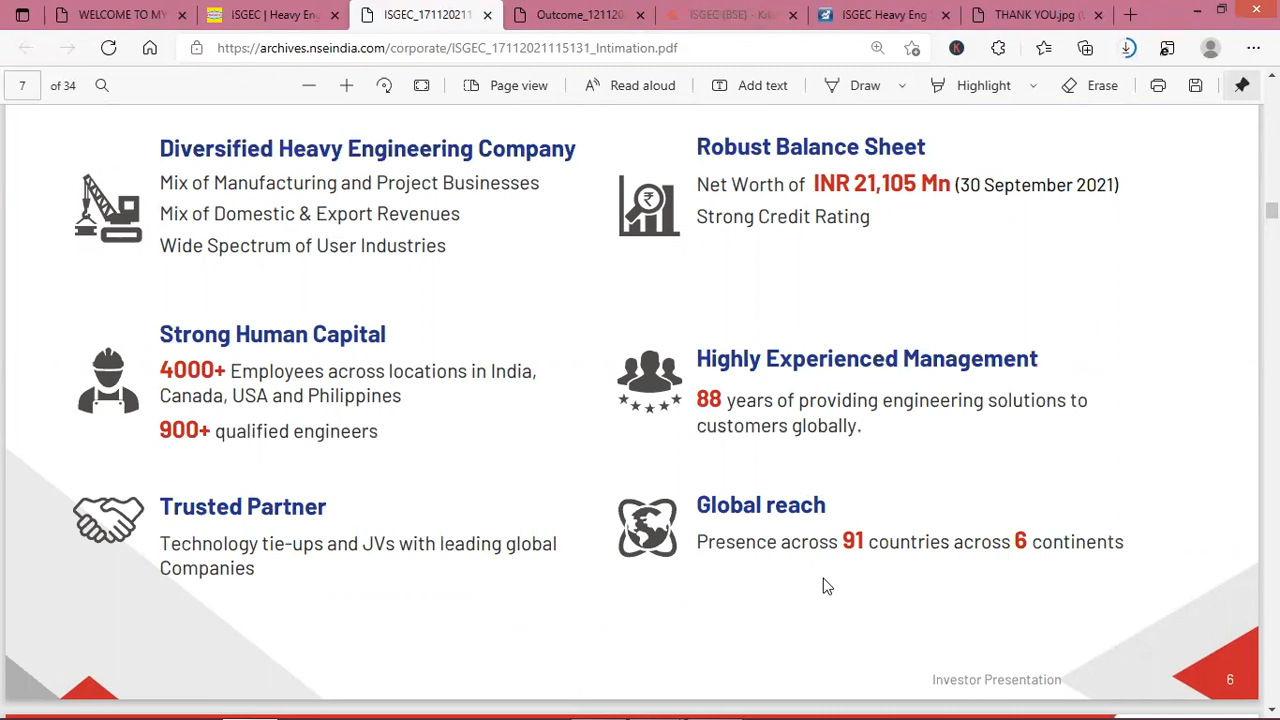 WELCOME TO MY
ISGEC | Heavy Eng
ISGEC_171120211
Outcome_121120
ISGEC (BSE) - 
ISGEC Heavy Eng
THANK YOU.jpg
https://archives.nseindia.com/corporate/ISGEC_17112021115131_Intimation.pdf
7 of 34
Page view
Read aloud
Add text
Draw
Highlight
Erase
Diversified Heavy Engineering Company
Mix of Manufacturing and Project Businesses
Mix of Domestic & Export Revenues
Wide Spectrum of User Industries
Robust Balance Sheet
Net Worth of INR 21,105 Mn (30 September 2021)
Strong Credit Rating
Strong Human Capital
4000+ Employees across locations in India,
Canada, USA and Philippines
900+ qualified engineers
Highly Experienced Management
88 years of providing engineering solutions to
customers globally.
Trusted Partner
Technology tie-ups and JVs with leading global
Companies
Global reach
Presence across 91 countries across 6 continents
Investor Presentation
6